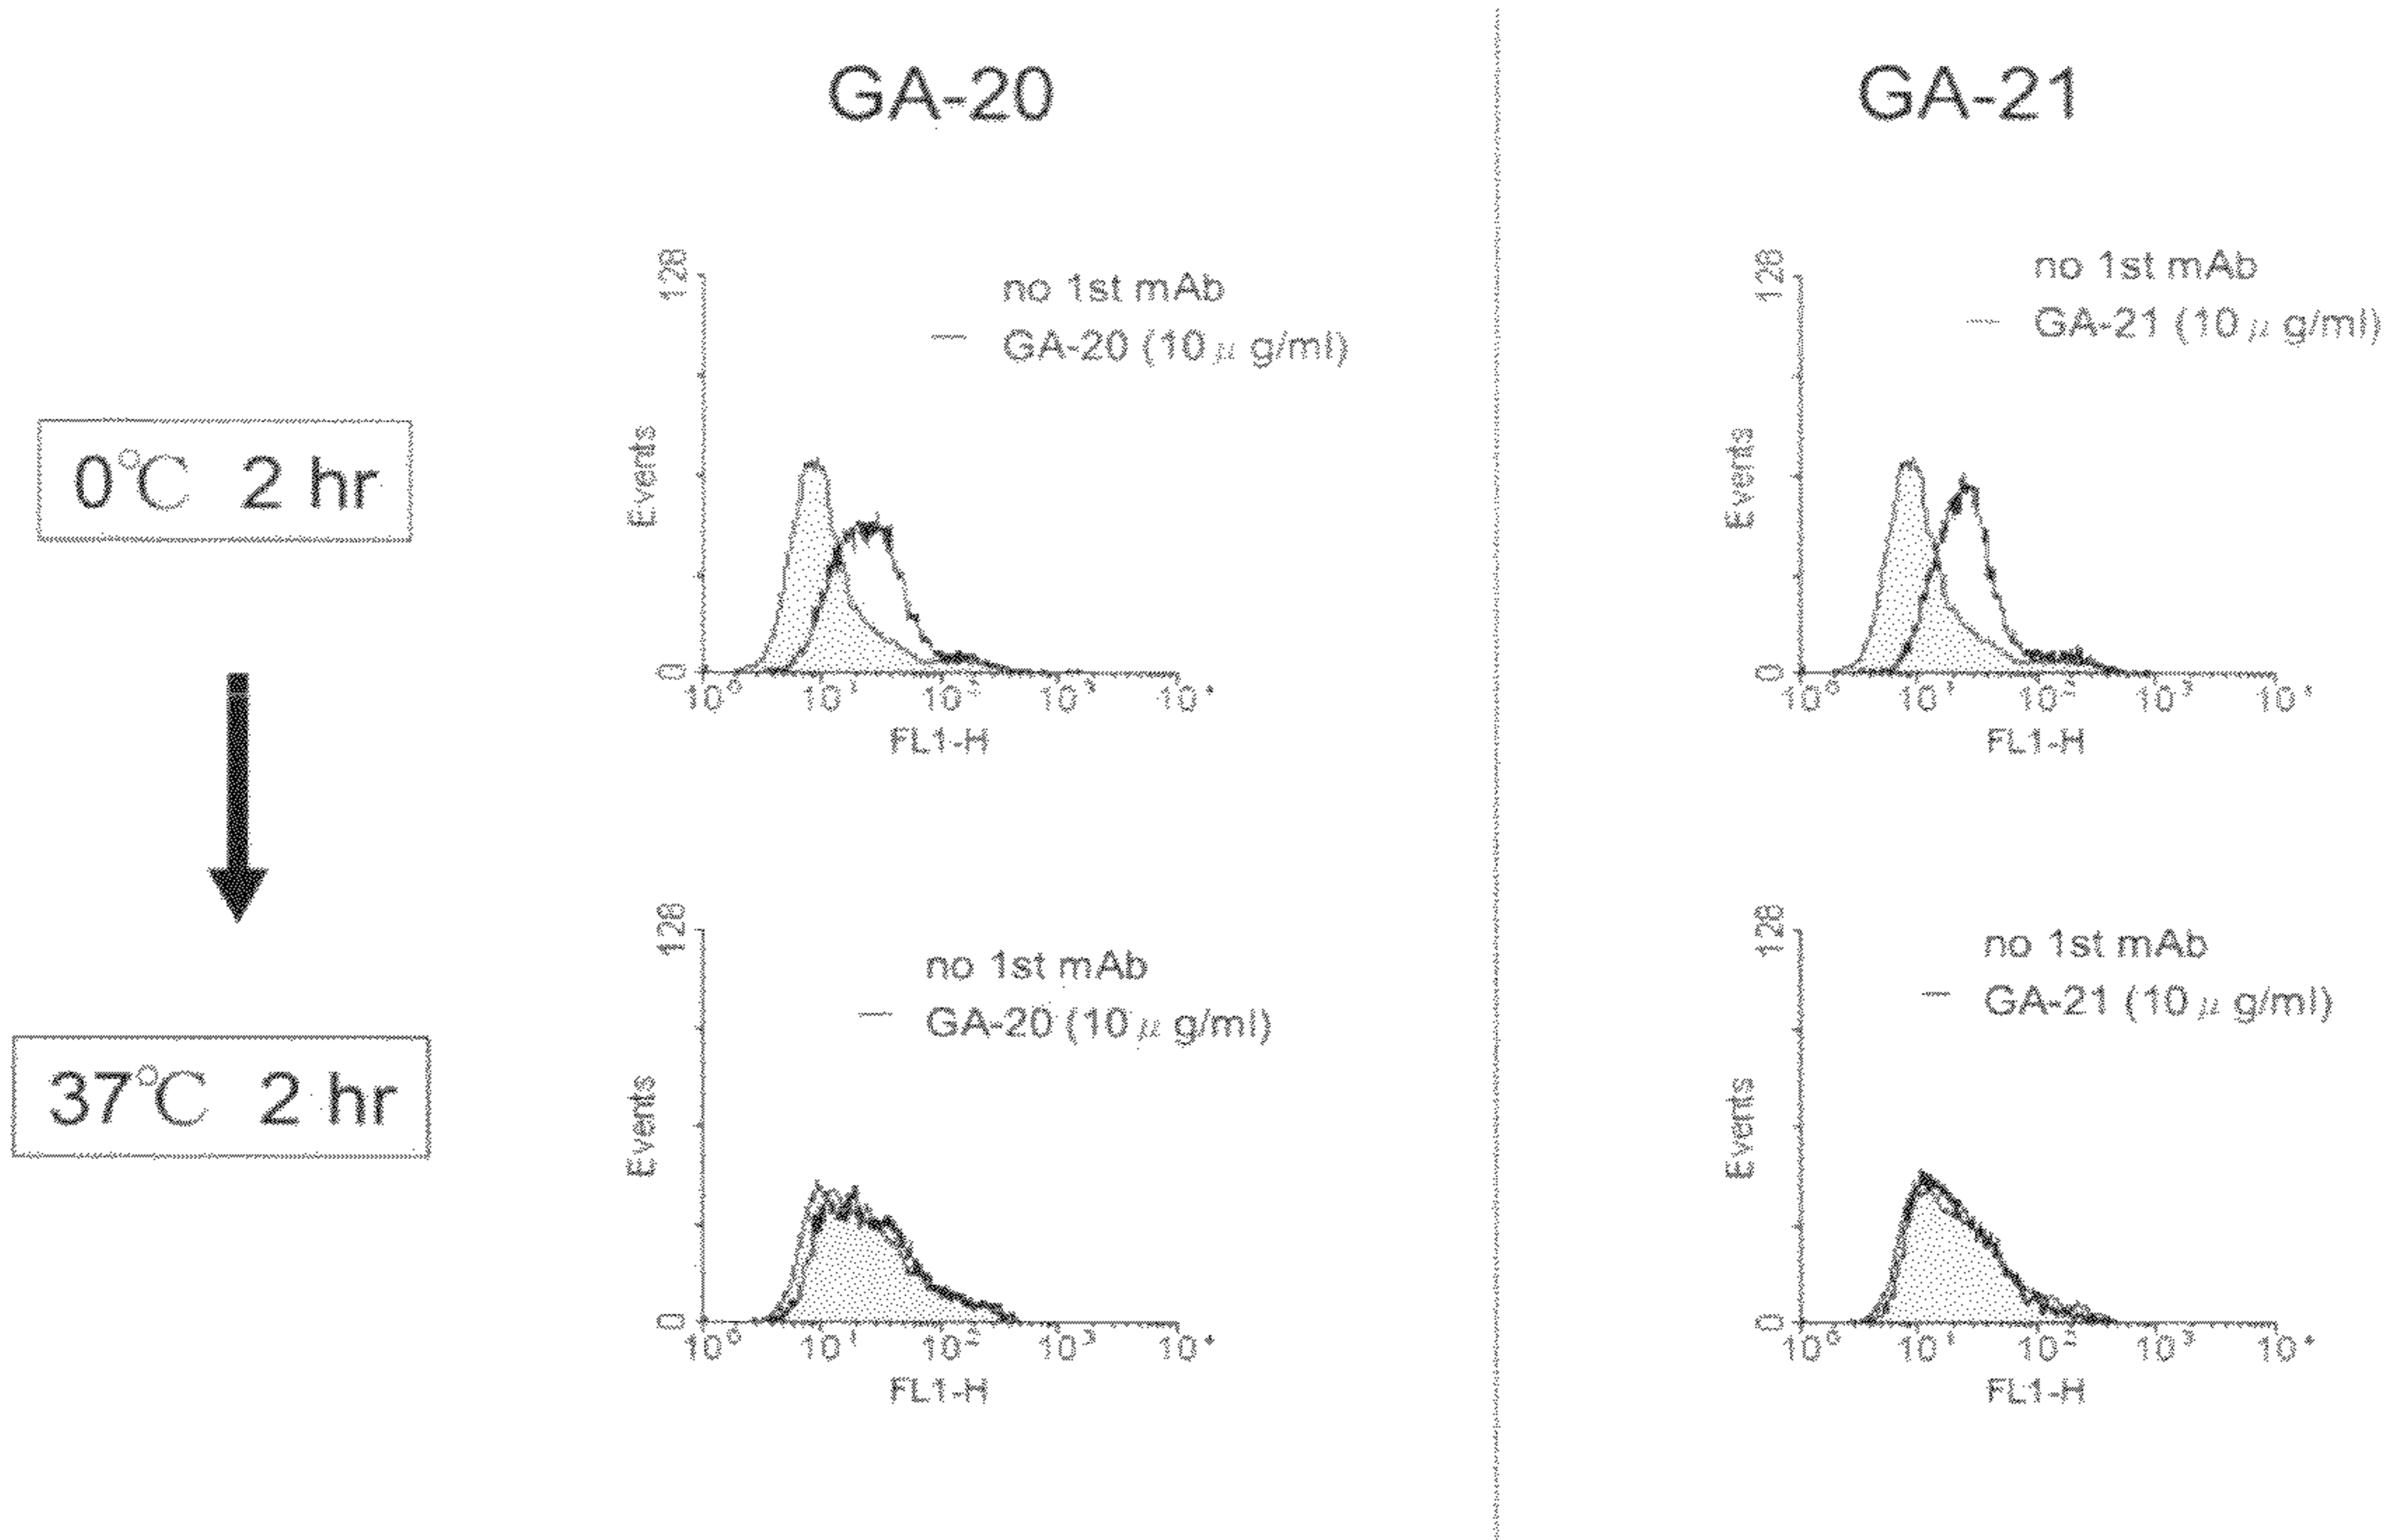 GA-20
GA-21
0℃ 2 hr
37℃ 2 hr
no 1st mAb
GA-20 (10 μ g/ml)
128
Events
0
10⁰ 10¹ 10² 10³ 10⁴
FL1-H
no 1st mAb
GA-21 (10 μ g/ml)
128
Events
0
10⁰ 10¹ 10² 10³ 10⁴
FL1-H
no 1st mAb
GA-20 (10 μ g/ml)
128
Events
0
10⁰ 10¹ 10² 10³ 10⁴
FL1-H
no 1st mAb
GA-21 (10 μ g/ml)
128
Events
0
10⁰ 10¹ 10² 10³ 10⁴
FL1-H